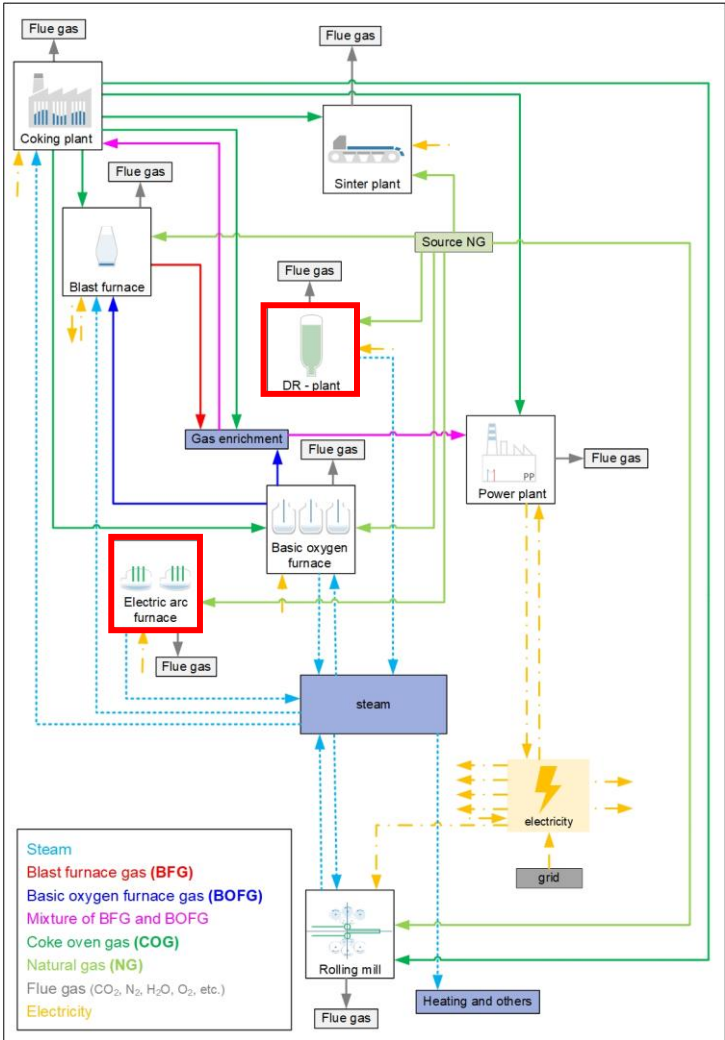 Flue gas
Flue gas
Coking plant
Sinter plant
Flue gas
Blast furnace
Source NG
Flue gas
DR - plant
Gas enrichment
Flue gas
PP
Power plant
Flue gas
Basic oxygen
furnace
Electric arc
furnace
Flue gas
steam
electricity
grid
Rolling mill
Heating and others
Flue gas
Steam
Blast furnace gas (BFG)
Basic oxygen furnace gas (BOFG)
Mixture of BFG and BOFG
Coke oven gas (COG)
Natural gas (NG)
Flue gas (CO₂, N₂, H₂O, O₂, etc.)
Electricity